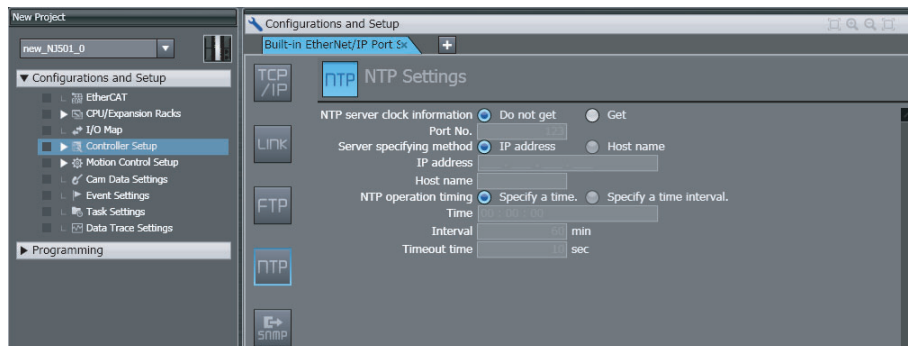 New Project
new_NJ501_0
Configurations and Setup
EtherCAT
CPU/Expansion Racks
I/O Map
Controller Setup
Motion Control Setup
Cam Data Settings
Event Settings
Task Settings
Data Trace Settings
Programming
Configurations and Setup
Built-in EtherNet/IP Port
TCP
/IP
LINK
FTP
NTP
SNMP
NTP NTP Settings
NTP server clock information Do not get Get
Port No. 123
Server specifying method IP address Host name
IP address
Host name
NTP operation timing Specify a time. Specify a time interval.
Time 00 : 00 : 00
Interval 60 min
Timeout time 10 sec